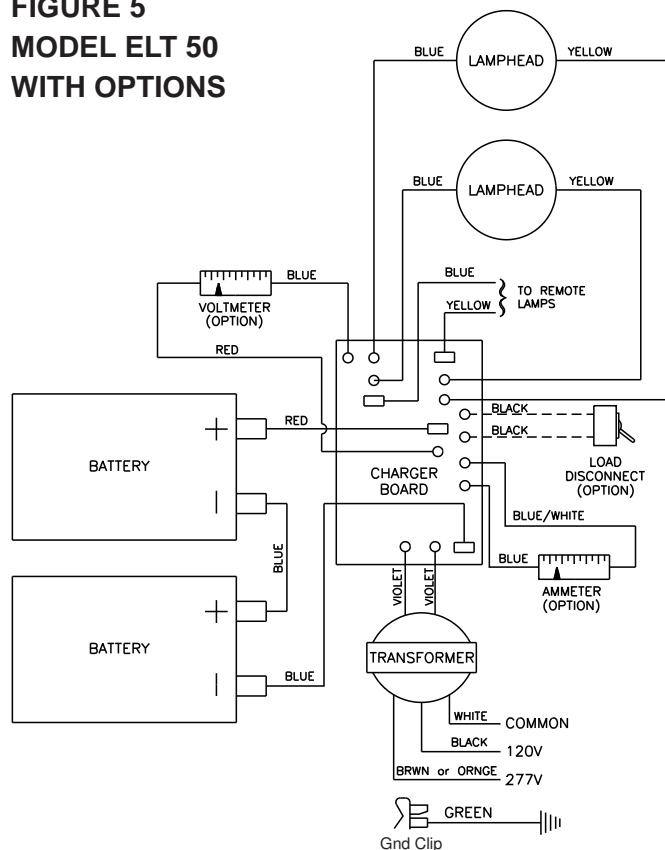 FIGURE 5
MODEL ELT 50
WITH OPTIONS
BLUE
LAMPHEAD
YELLOW
BLUE
LAMPHEAD
YELLOW
BLUE
VOLTMETER
(OPTION)
RED
BLUE
YELLOW
TO REMOTE
LAMPS
BATTERY
+
−
RED
BLACK
BLACK
LOAD
DISCONNECT
(OPTION)
CHARGER
BOARD
BLUE/WHITE
BLUE
AMMETER
(OPTION)
BLUE
BATTERY
+
−
BLUE
VIOLET
VIOLET
TRANSFORMER
WHITE
COMMON
BLACK
120V
BRWN or ORNGE
277V
GREEN
Gnd Clip